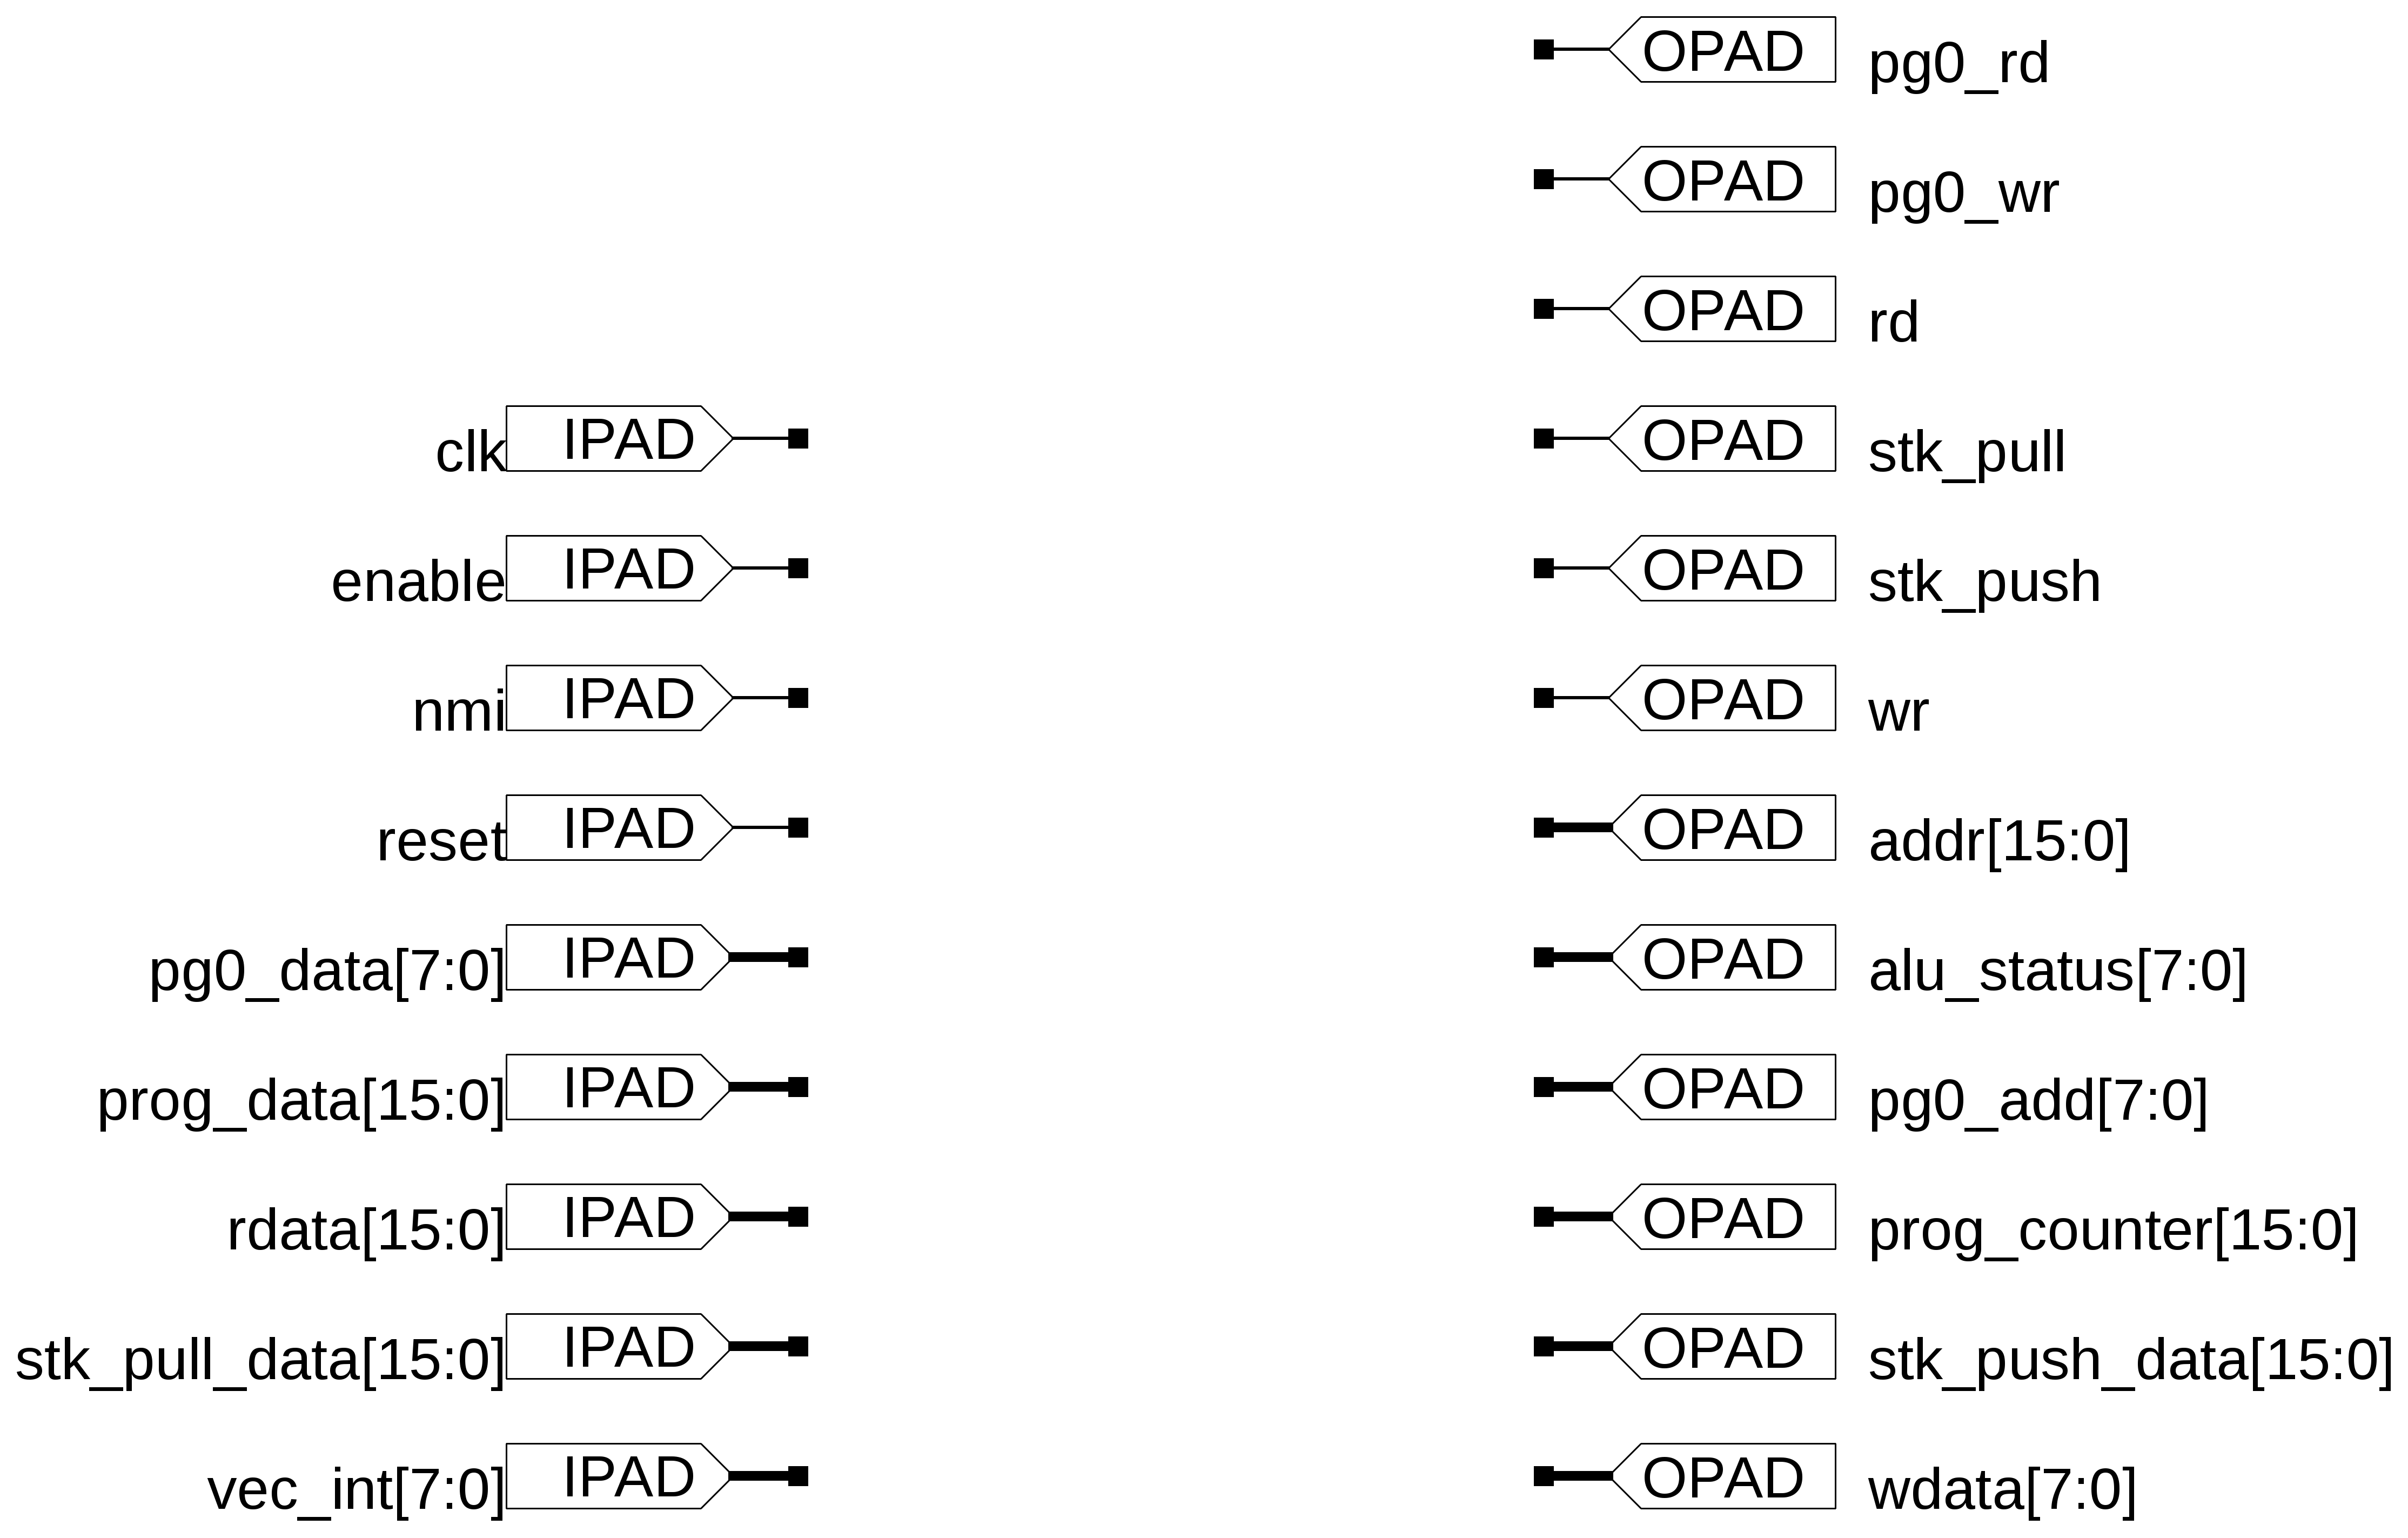 OPAD pg0_rd
OPAD pg0_wr
OPAD rd
clk IPAD OPAD stk_pull
enable IPAD OPAD stk_push
nmi IPAD OPAD wr
reset IPAD OPAD addr[15:0]
pg0_data[7:0] IPAD OPAD alu_status[7:0]
prog_data[15:0] IPAD OPAD pg0_add[7:0]
rdata[15:0] IPAD OPAD prog_counter[15:0]
stk_pull_data[15:0] IPAD OPAD stk_push_data[15:0]
vec_int[7:0] IPAD OPAD wdata[7:0]